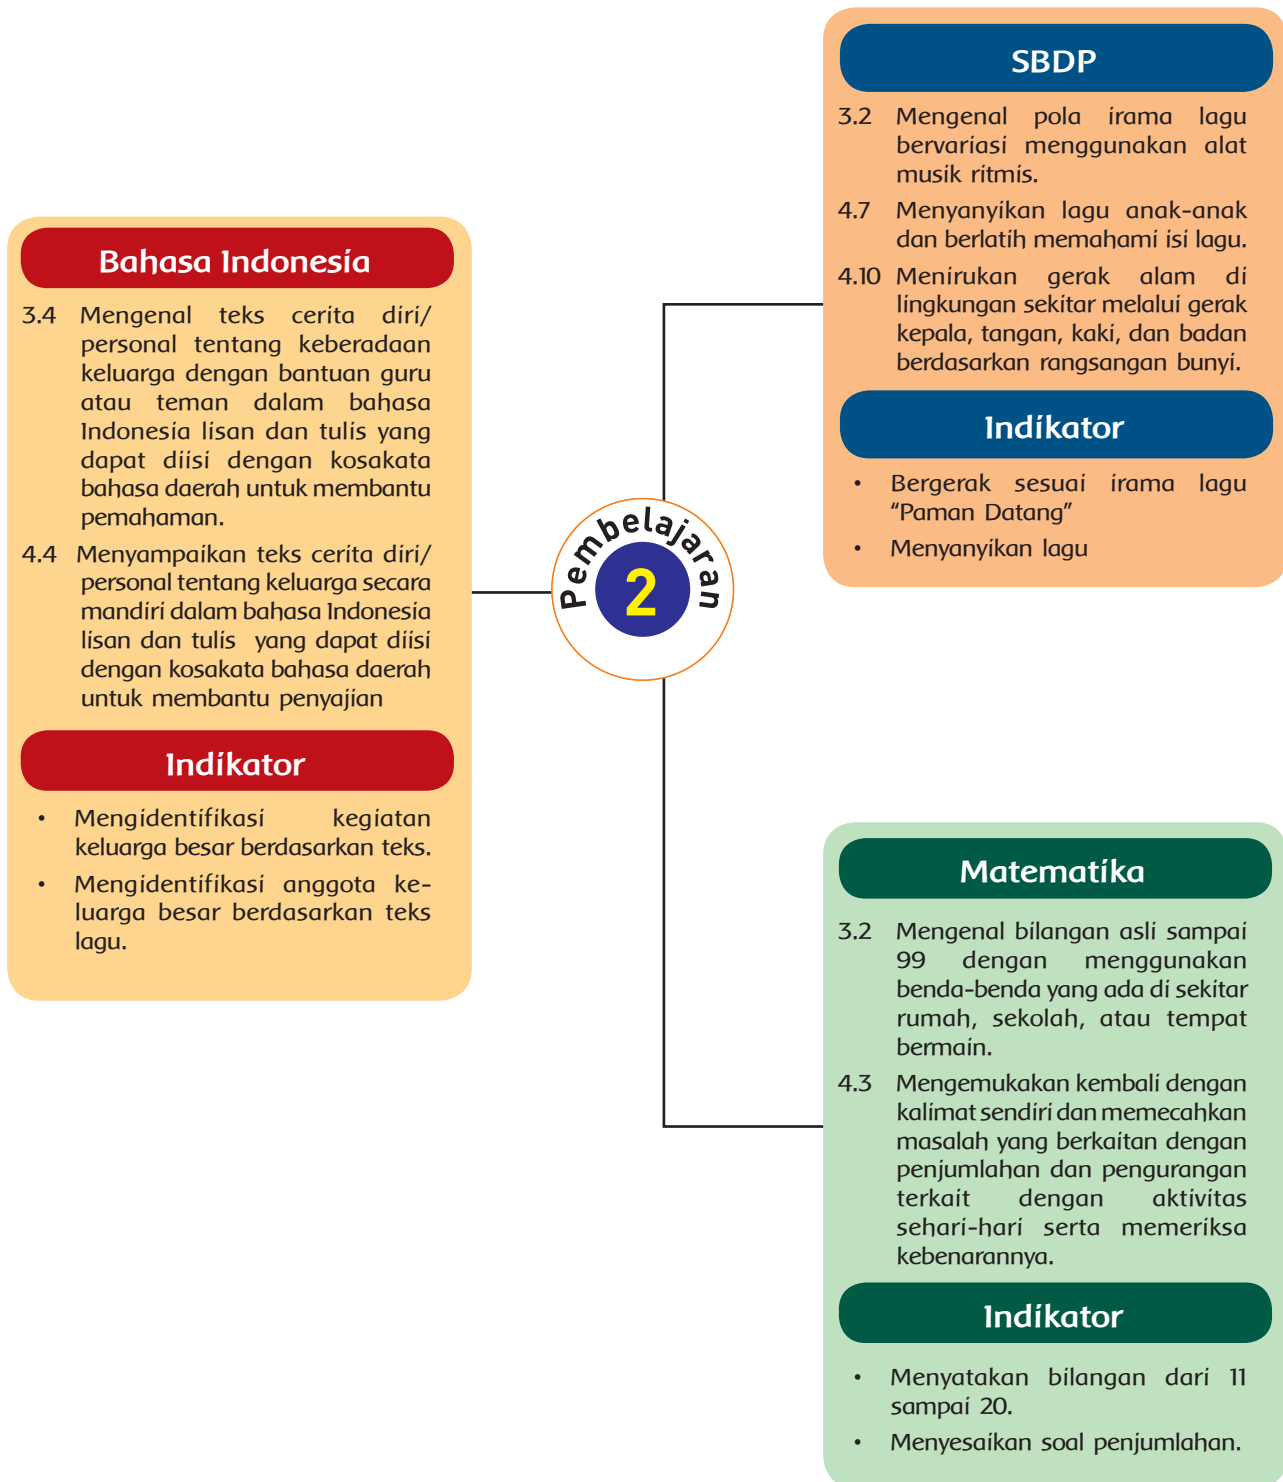 SBDP
3.2 Mengenal pola irama lagu
bervariasi menggunakan alat
musik ritmis.
4.7 Menyanyikan lagu anak-anak
dan berlatih memahami isi lagu.
4.10 Menirukan gerak alam di
lingkungan sekitar melalui gerak
kepala, tangan, kaki, dan badan
berdasarkan rangsangan bunyi.
Indikator
• Bergerak sesuai irama lagu
“Paman Datang”
• Menyanyikan lagu
Bahasa Indonesia
3.4 Mengenal teks cerita diri/
personal tentang keberadaan
keluarga dengan bantuan guru
atau teman dalam bahasa
Indonesia lisan dan tulis yang
dapat diisi dengan kosakata
bahasa daerah untuk membantu
pemahaman.
4.4 Menyampaikan teks cerita diri/
personal tentang keluarga secara
mandiri dalam bahasa Indonesia
lisan dan tulis yang dapat diisi
dengan kosakata bahasa daerah
untuk membantu penyajian
Indikator
• Mengidentifikasi kegiatan
keluarga besar berdasarkan teks.
• Mengidentifikasi anggota ke-
luarga besar berdasarkan teks
lagu.
Pembelajaran
2
Matematika
3.2 Mengenal bilangan asli sampai
99 dengan menggunakan
benda-benda yang ada di sekitar
rumah, sekolah, atau tempat
bermain.
4.3 Mengemukakan kembali dengan
kalimat sendiri dan memecahkan
masalah yang berkaitan dengan
penjumlahan dan pengurangan
terkait dengan aktivitas
sehari-hari serta memeriksa
kebenarannya.
Indikator
• Menyatakan bilangan dari 11
sampai 20.
• Menyesaikan soal penjumlahan.